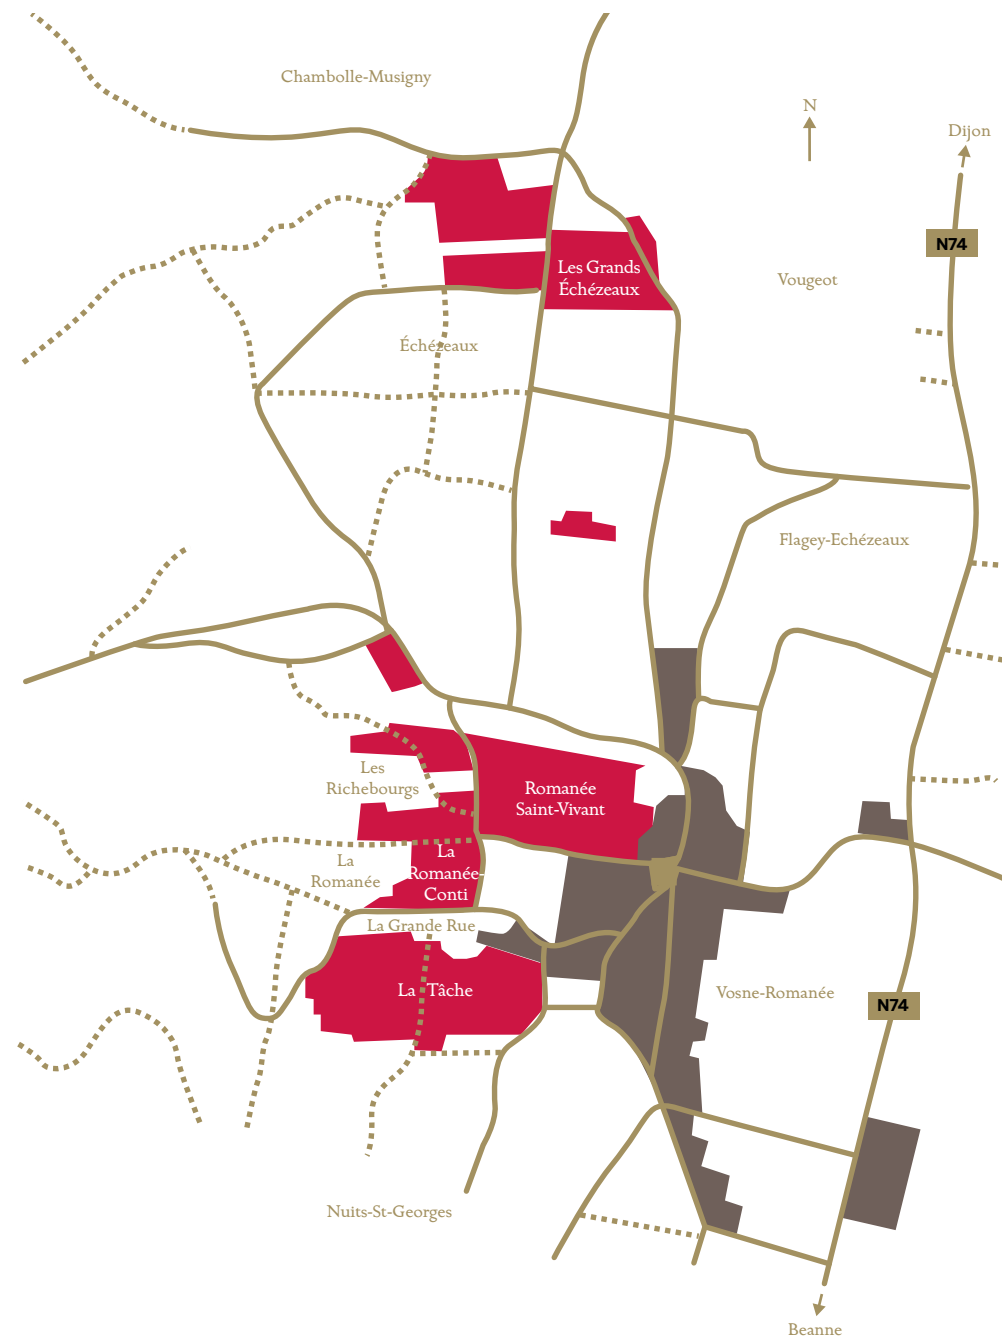 Chambolle-Musigny
N
Dijon
N74
Les Grands
Échézeaux
Vougeot
Échézeaux
Flagey-Echézeaux
Les
Richebourgs
Romanée
Saint-Vivant
La
Romanée
La
Romanée-
Conti
La Grande Rue
La Tâche
Vosne-Romanée
N74
Nuits-St-Georges
Beanne